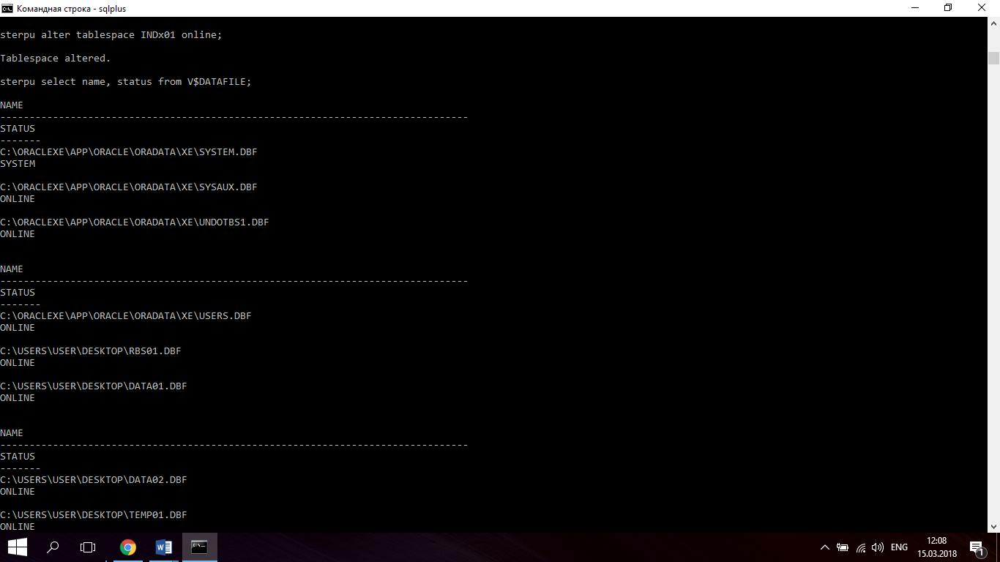 Командная строка - sqlplus
sterpu alter tablespace INDx01 online;
Tablespace altered.
sterpu select name, status from V$DATAFILE;
NAME
--------------------------------------------------------------------------------
STATUS
-------
C:\ORACLEXE\APP\ORACLE\ORADATA\XE\SYSTEM.DBF
SYSTEM
C:\ORACLEXE\APP\ORACLE\ORADATA\XE\SYSAUX.DBF
ONLINE
C:\ORACLEXE\APP\ORACLE\ORADATA\XE\UNDOTBS1.DBF
ONLINE
NAME
--------------------------------------------------------------------------------
STATUS
-------
C:\ORACLEXE\APP\ORACLE\ORADATA\XE\USERS.DBF
ONLINE
C:\USERS\USER\DESKTOP\RBS01.DBF
ONLINE
C:\USERS\USER\DESKTOP\DATA01.DBF
ONLINE
NAME
--------------------------------------------------------------------------------
STATUS
-------
C:\USERS\USER\DESKTOP\DATA02.DBF
ONLINE
C:\USERS\USER\DESKTOP\TEMP01.DBF
ONLINE
ENG
12:08
15.03.2018
1